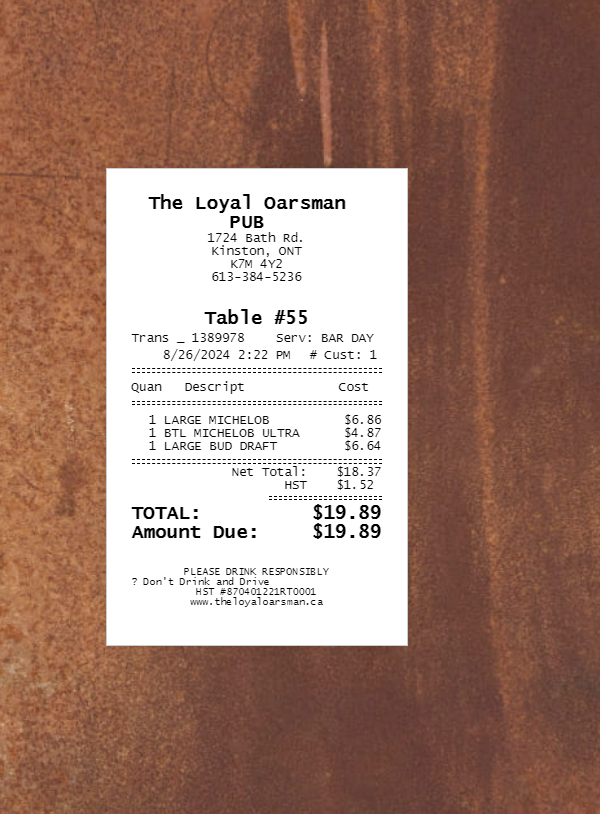 The Loyal Oarsman
PUB
1724 Bath Rd.
Kinston, ONT
K7M 4Y2
613-384-5236
Table #55
Trans _ 1389978 Serv: BAR DAY
8/26/2024 2:22 PM # Cust: 1
Quan Descript Cost
1 LARGE MICHELOB $6.86
1 BTL MICHELOB ULTRA $4.87
1 LARGE BUD DRAFT $6.64
Net Total: $18.37
HST $1.52
TOTAL: $19.89
Amount Due: $19.89
PLEASE DRINK RESPONSIBLY
? Don't Drink and Drive
HST #870401221RT0001
www.theloyaloarsman.ca